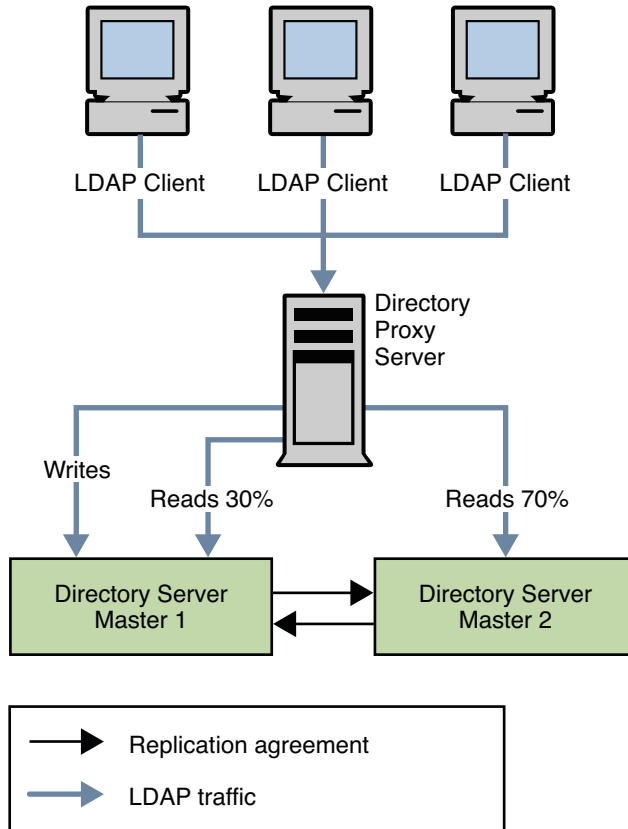 LDAP Client
LDAP Client
LDAP Client
Directory
Proxy
Server
Writes
Reads 30%
Reads 70%
Directory Server
Master 1
Directory Server
Master 2
Replication agreement
LDAP traffic